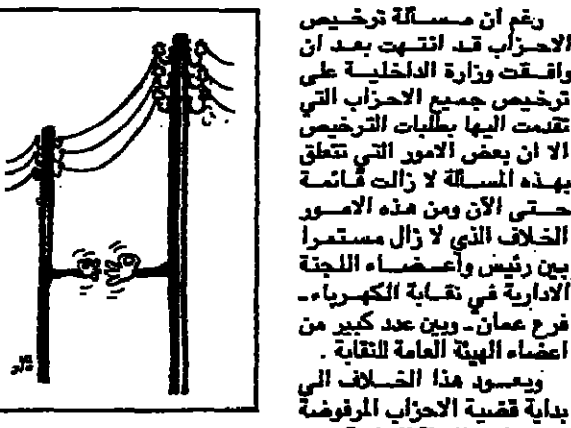 رغم ان مسألة ترخيص
الاحزاب قد انتهت بعد ان
وافقت وزارة الداخلية على
ترخيص جميع الاحزاب التي
تقدمت اليها بطلبات الترخيص
الا ان بعض الامور التي تتعلق
بهذه المسألة لا زالت قائمة
حتى الآن ومن هذه الامور
الخلاف الذي لا زال مستمرا
بين رئيس واعضاء اللجنة
الادارية في نقابة الكهرباء -
فرع عمان - وبين عدد كبير من
اعضاء الهيئة العامة للنقابة .
ويعود هذا الخلاف الى
بداية قضية الاحزاب المرفوضة